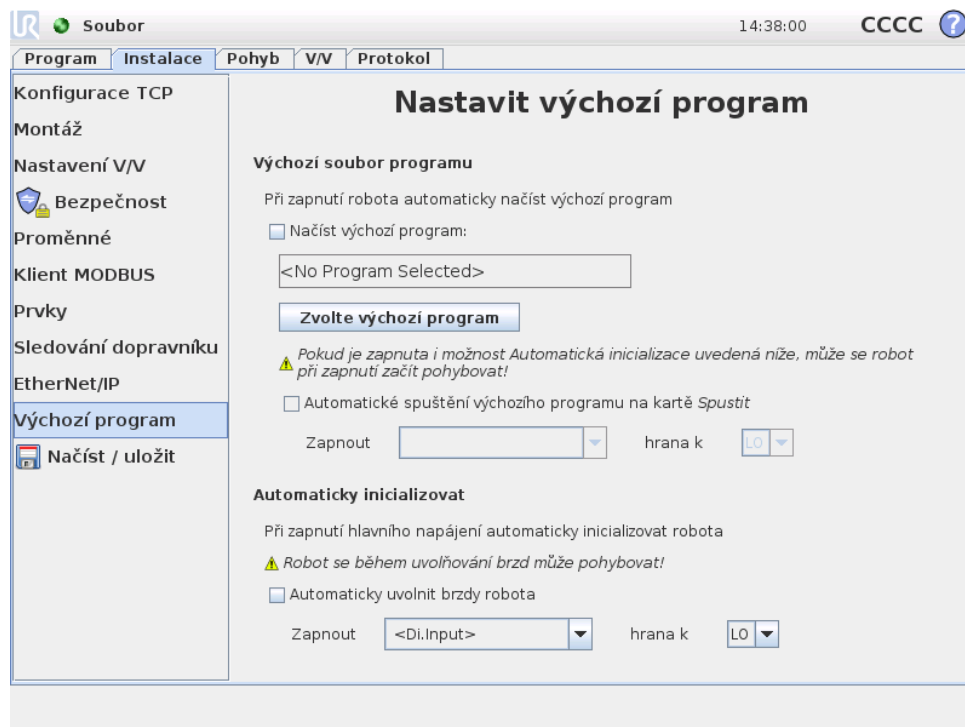 UR Soubor 14:38:00 CCCC ?
Program Instalace Pohyb V/V Protokol
Konfigurace TCP
Montáž
Nastavení V/V
Bezpečnost
Proměnné
Klient MODBUS
Prvky
Sledování dopravníku
EtherNet/IP
Výchozí program
Načíst / uložit
Nastavit výchozí program
Výchozí soubor programu
Při zapnutí robota automaticky načíst výchozí program
Načíst výchozí program:
<No Program Selected>
Zvolte výchozí program
Pokud je zapnuta i možnost Automatická inicializace uvedená níže, může se robot
při zapnutí začít pohybovat!
Automatické spuštění výchozího programu na kartě Spustit
Zapnout hrana k LO
Automaticky inicializovat
Při zapnutí hlavního napájení automaticky inicializovat robota
Robot se během uvolňování brzd může pohybovat!
Automaticky uvolnit brzdy robota
Zapnout <Di.Input> hrana k LO